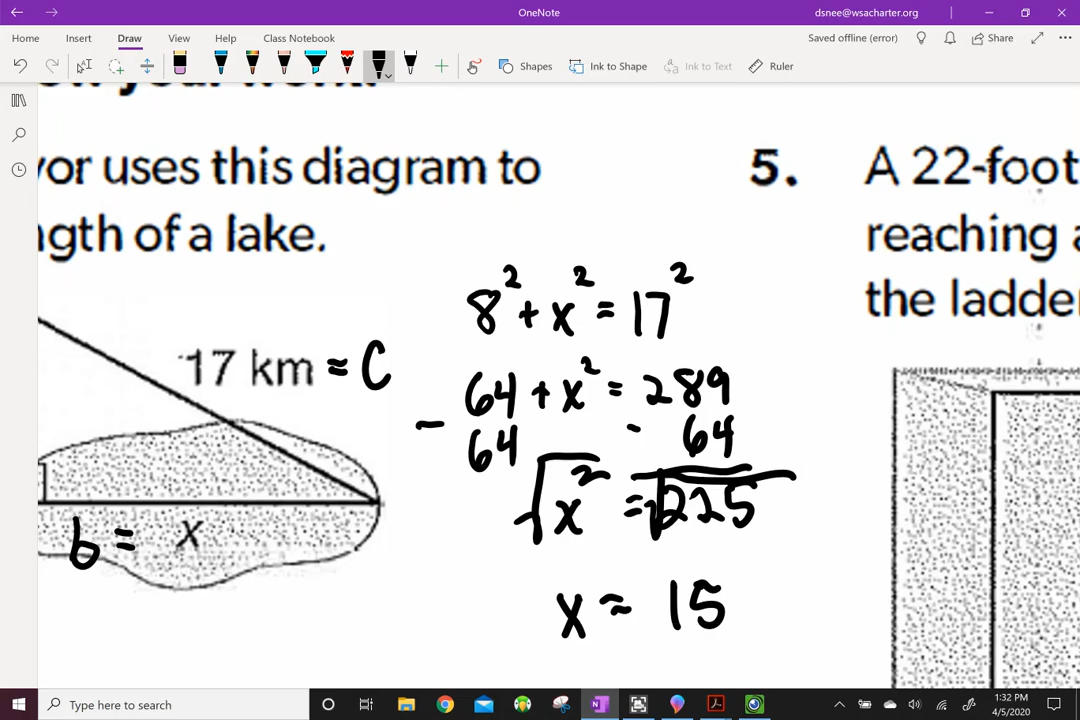 OneNote
dsnee@wsacharter.org
Home Insert Draw View Help Class Notebook
Saved offline (error) Share
Ink to Shape Shapes Ink to Text Ruler
your work.
vor uses this diagram to
ngth of a lake.
17 km = C
b = x
8² + x² = 17²
64 + x² = 289
- 64 - 64
√x² = √225
x = 15
5. A 22-foot
reaching a
the ladde
Type here to search
1:32 PM
4/5/2020